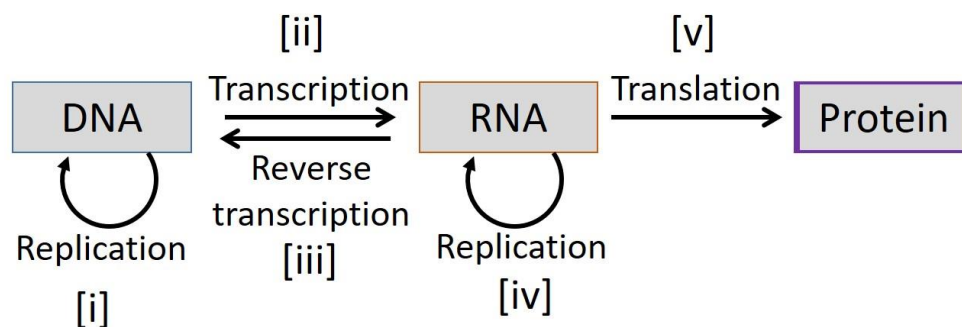 [ii]
[v]
DNA
Transcription
RNA
Translation
Protein
Reverse
transcription
Replication
[i]
[iii]
Replication
[iv]